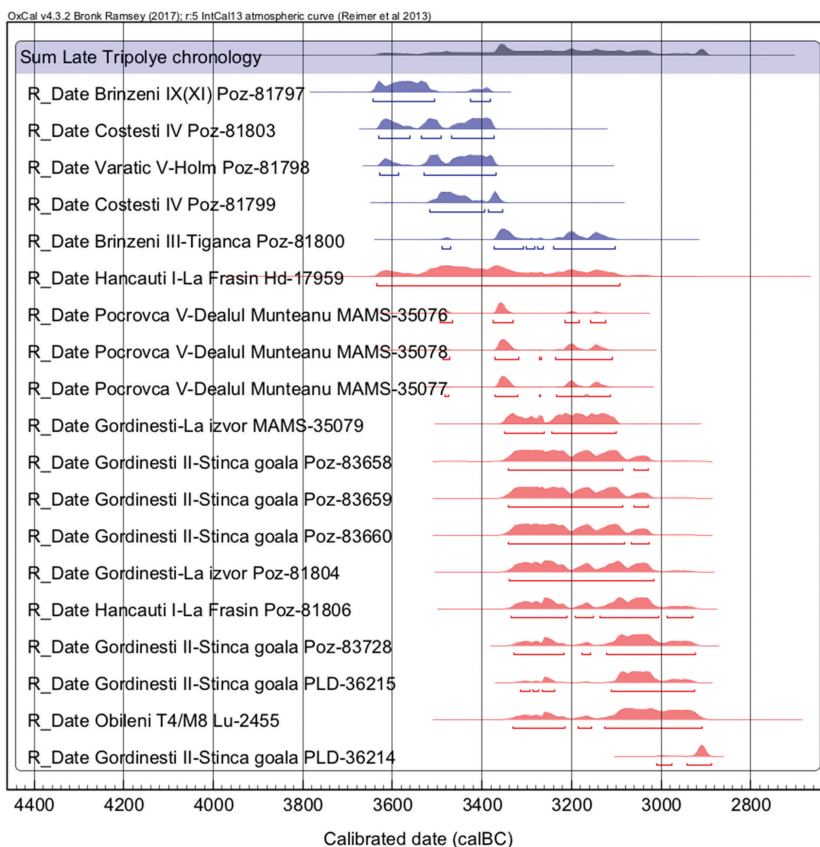 OxCal v4.3.2 Bronk Ramsey (2017); r:5 IntCal13 atmospheric curve (Reimer et al 2013)
Sum Late Tripolye chronology
R_Date Brinzeni IX(XI) Poz-81797
R_Date Costesti IV Poz-81803
R_Date Varatic V-Holm Poz-81798
R_Date Costesti IV Poz-81799
R_Date Brinzeni III-Tiganca Poz-81800
R_Date Hancauti I-La Frasin Hd-17959
R_Date Pocrovca V-Dealul Munteanu MAMS-35076
R_Date Pocrovca V-Dealul Munteanu MAMS-35078
R_Date Pocrovca V-Dealul Munteanu MAMS-35077
R_Date Gordinesti-La izvor MAMS-35079
R_Date Gordinesti II-Stinca goala Poz-83658
R_Date Gordinesti II-Stinca goala Poz-83659
R_Date Gordinesti II-Stinca goala Poz-83660
R_Date Gordinesti-La izvor Poz-81804
R_Date Hancauti I-La Frasin Poz-81806
R_Date Gordinesti II-Stinca goala Poz-83728
R_Date Gordinesti II-Stinca goala PLD-36215
R_Date Obileni T4/M8 Lu-2455
R_Date Gordinesti II-Stinca goala PLD-36214
4400 4200 4000 3800 3600 3400 3200 3000 2800
Calibrated date (calBC)